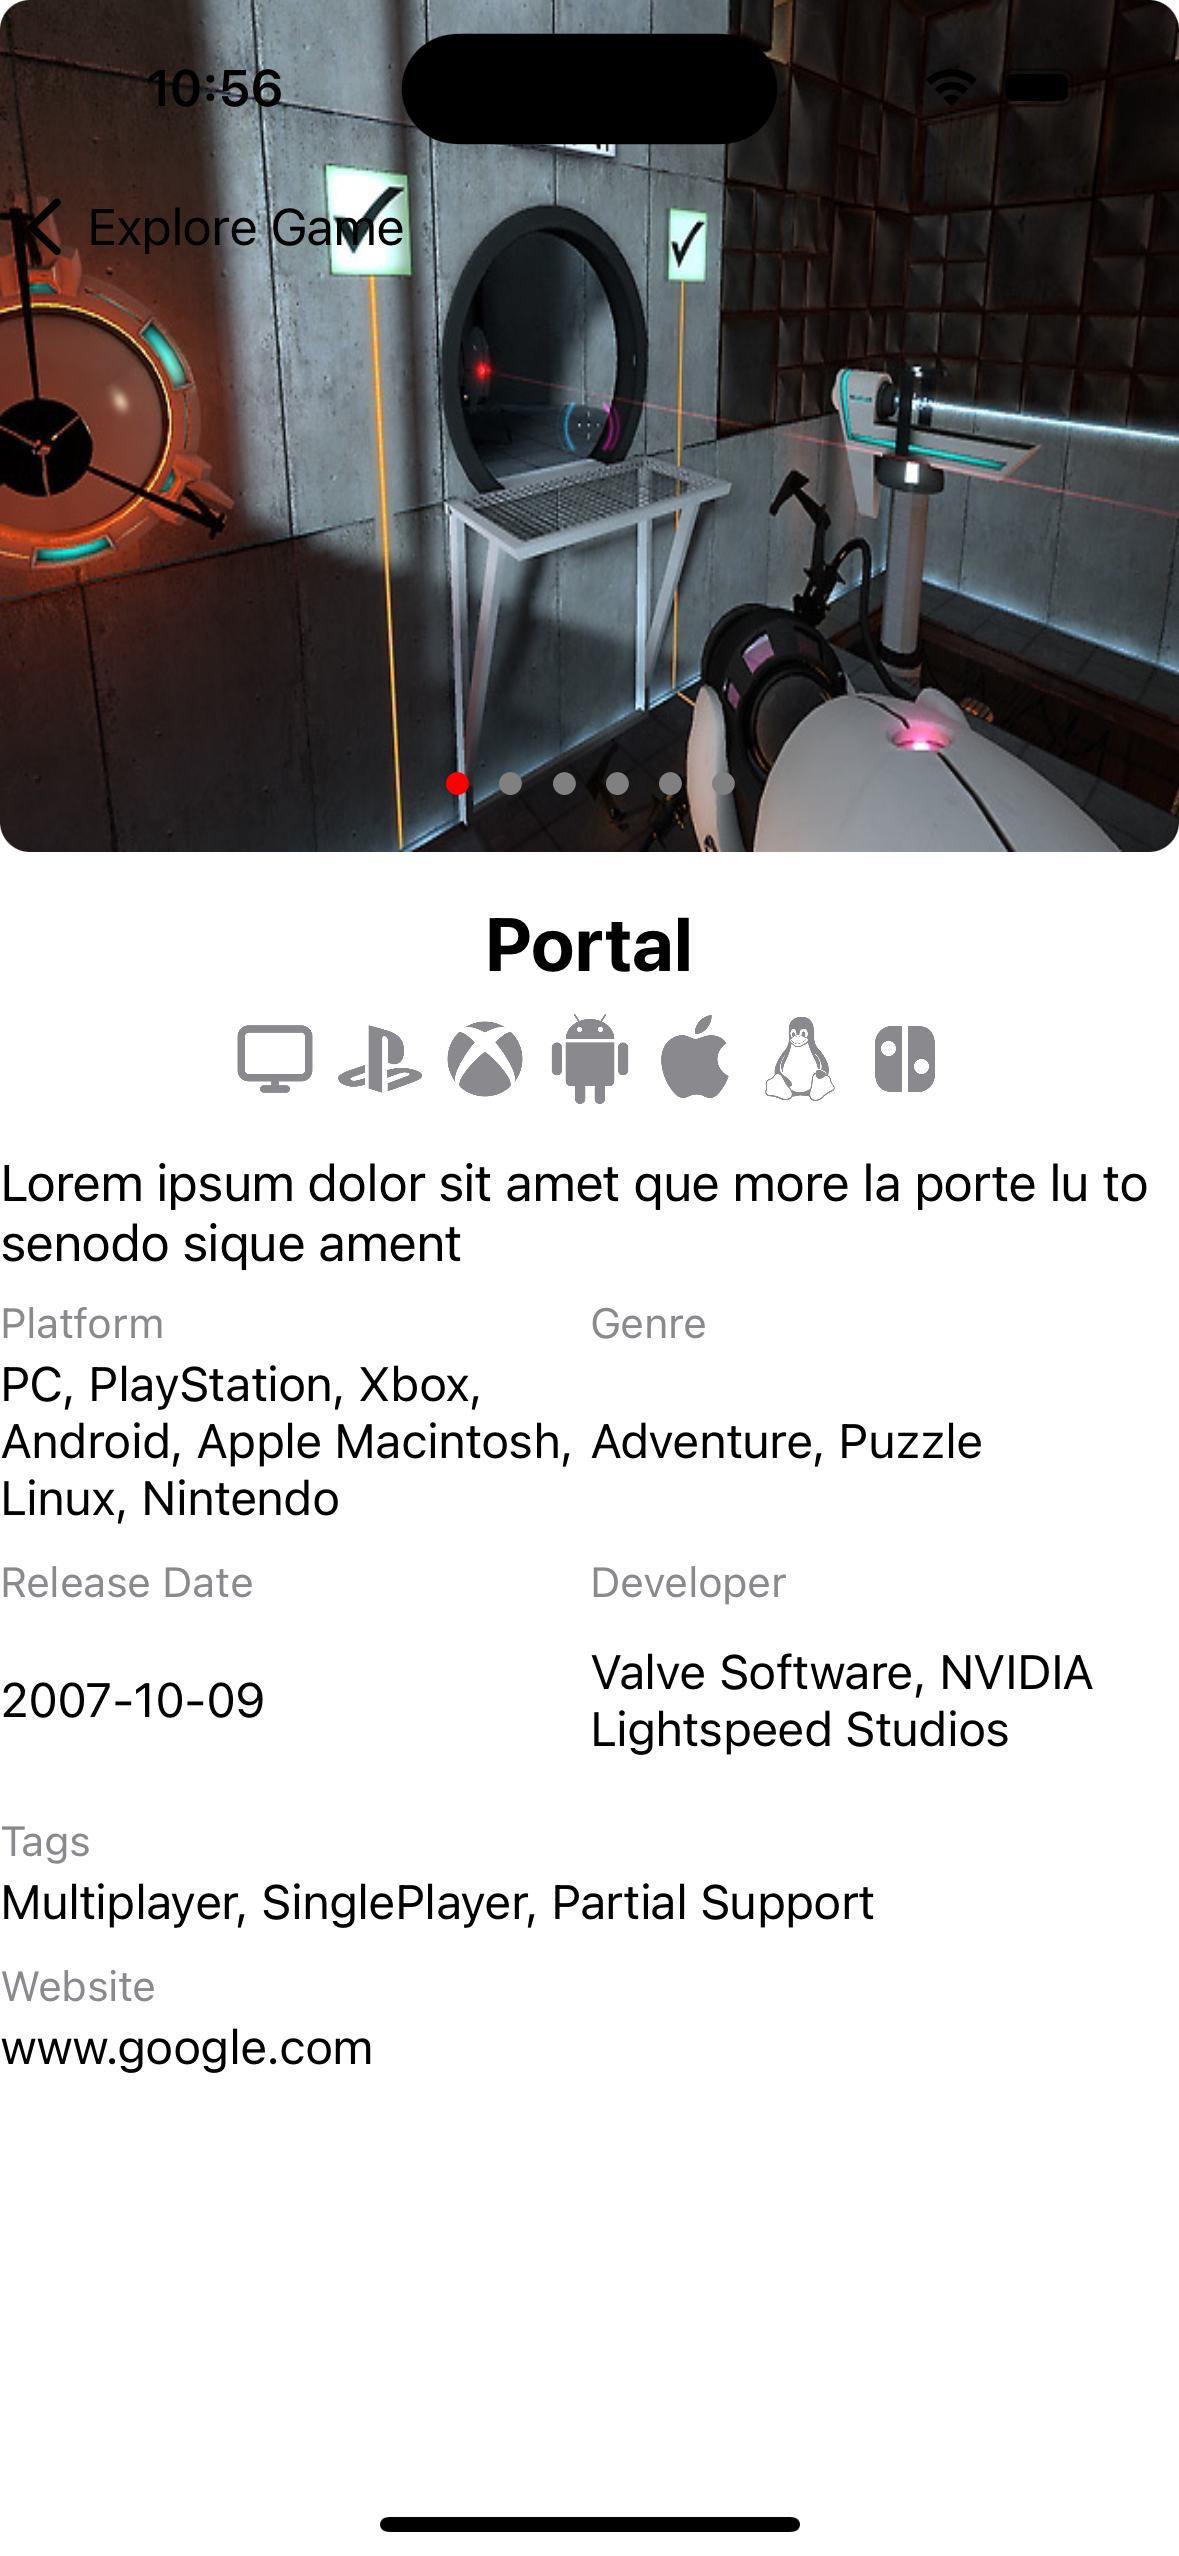 10:56
Explore Game
Portal
Lorem ipsum dolor sit amet que more la porte lu to
senodo sique ament
Platform
Genre
PC, PlayStation, Xbox,
Android, Apple Macintosh,
Linux, Nintendo
Adventure, Puzzle
Release Date
Developer
2007-10-09
Valve Software, NVIDIA
Lightspeed Studios
Tags
Multiplayer, SinglePlayer, Partial Support
Website
www.google.com